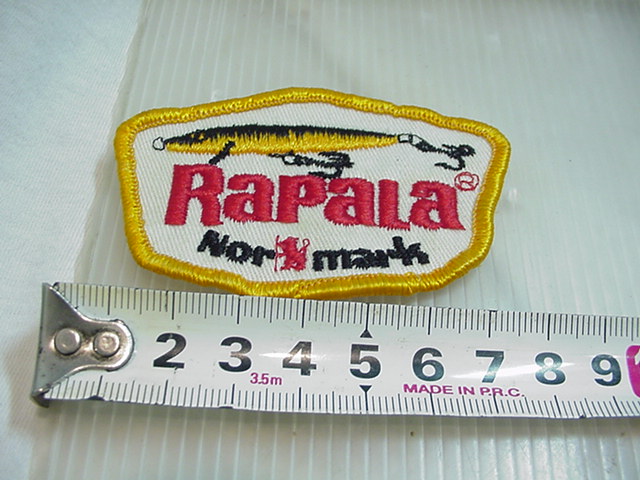 Rapala®
Nor mark
2 3 4 5 6 7 8 9
3.5m
MADE IN P.R.C.